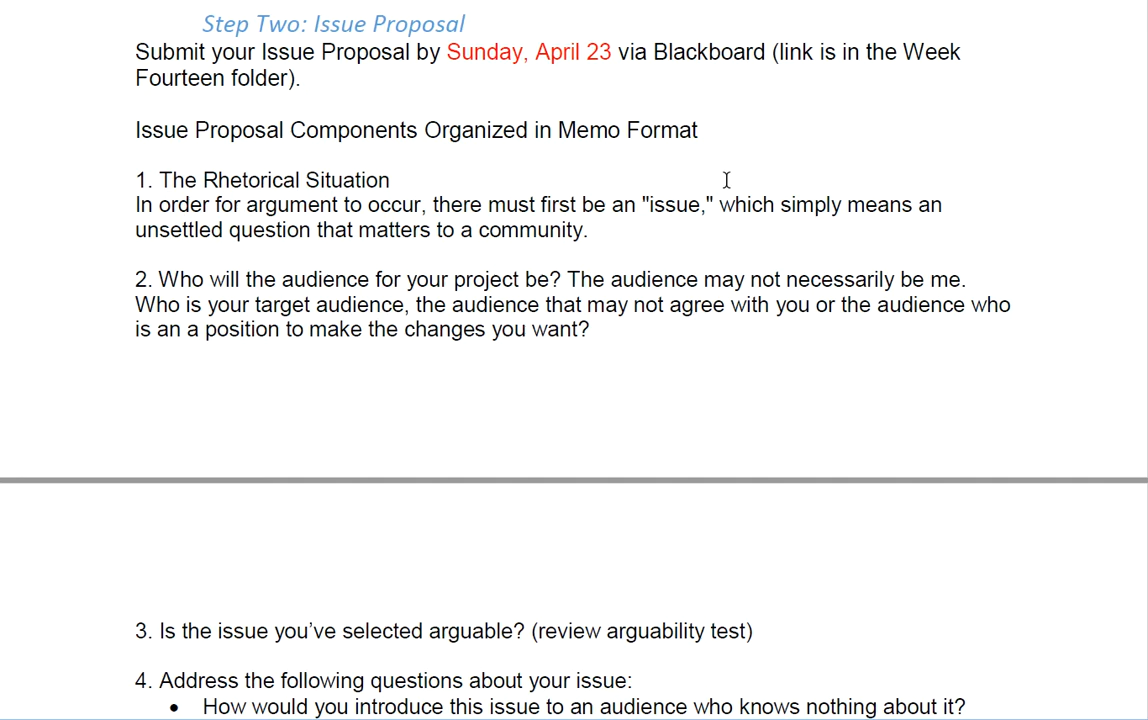 Step Two: Issue Proposal
Submit your Issue Proposal by Sunday, April 23 via Blackboard (link is in the Week
Fourteen folder).
Issue Proposal Components Organized in Memo Format
1. The Rhetorical Situation
In order for argument to occur, there must first be an "issue," which simply means an
unsettled question that matters to a community.
2. Who will the audience for your project be? The audience may not necessarily be me.
Who is your target audience, the audience that may not agree with you or the audience who
is an a position to make the changes you want?
3. Is the issue you’ve selected arguable? (review arguability test)
4. Address the following questions about your issue:
• How would you introduce this issue to an audience who knows nothing about it?